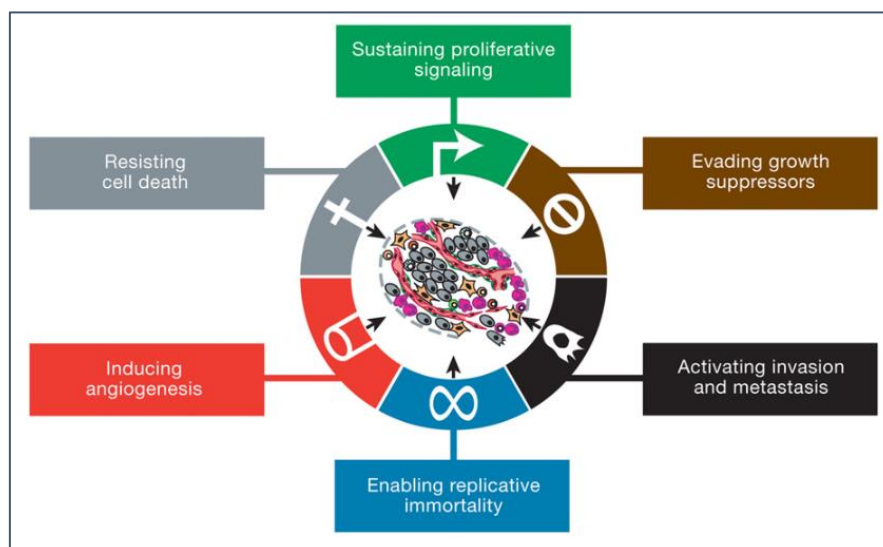 Sustaining proliferative
signaling
Resisting
cell death
Evading growth
suppressors
Inducing
angiogenesis
Activating invasion
and metastasis
Enabling replicative
immortality